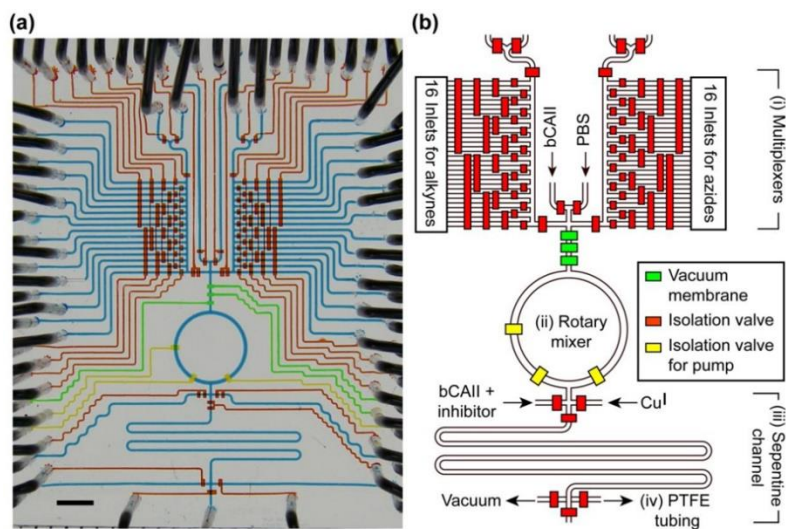 (a)
(b)
16 Inlets for alkynes
bCAII
PBS
16 Inlets for azides
(i) Multiplexers
Vacuum
membrane
Isolation valve
Isolation valve
for pump
(ii) Rotary
mixer
bCAII +
inhibitor
CuI
(iii) Sepentine
channel
Vacuum
(iv) PTFE
tubing